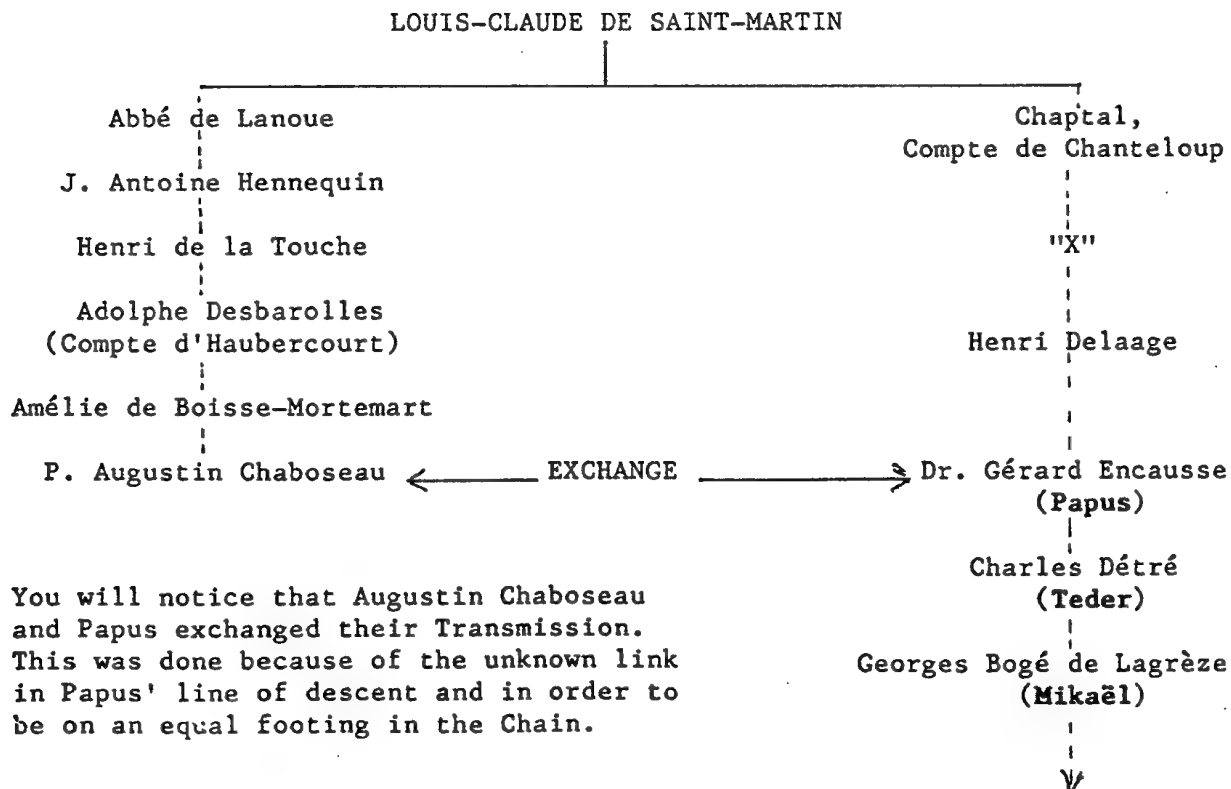 LOUIS-CLAUDE DE SAINT-MARTIN
Abbé de Lanoue
J. Antoine Hennequin
Henri de la Touche
Adolphe Desbarolles
(Compte d'Haubercourt)
Amélie de Boisse-Mortemart
P. Augustin Chaboseau
EXCHANGE
Chaptal,
Compte de Chanteloup
"X"
Henri Delaage
Dr. Gérard Encausse
(Papus)
Charles Détré
(Teder)
Georges Bogé de Lagrèze
(Mikaël)
You will notice that Augustin Chaboseau
and Papus exchanged their Transmission.
This was done because of the unknown link
in Papus' line of descent and in order to
be on an equal footing in the Chain.